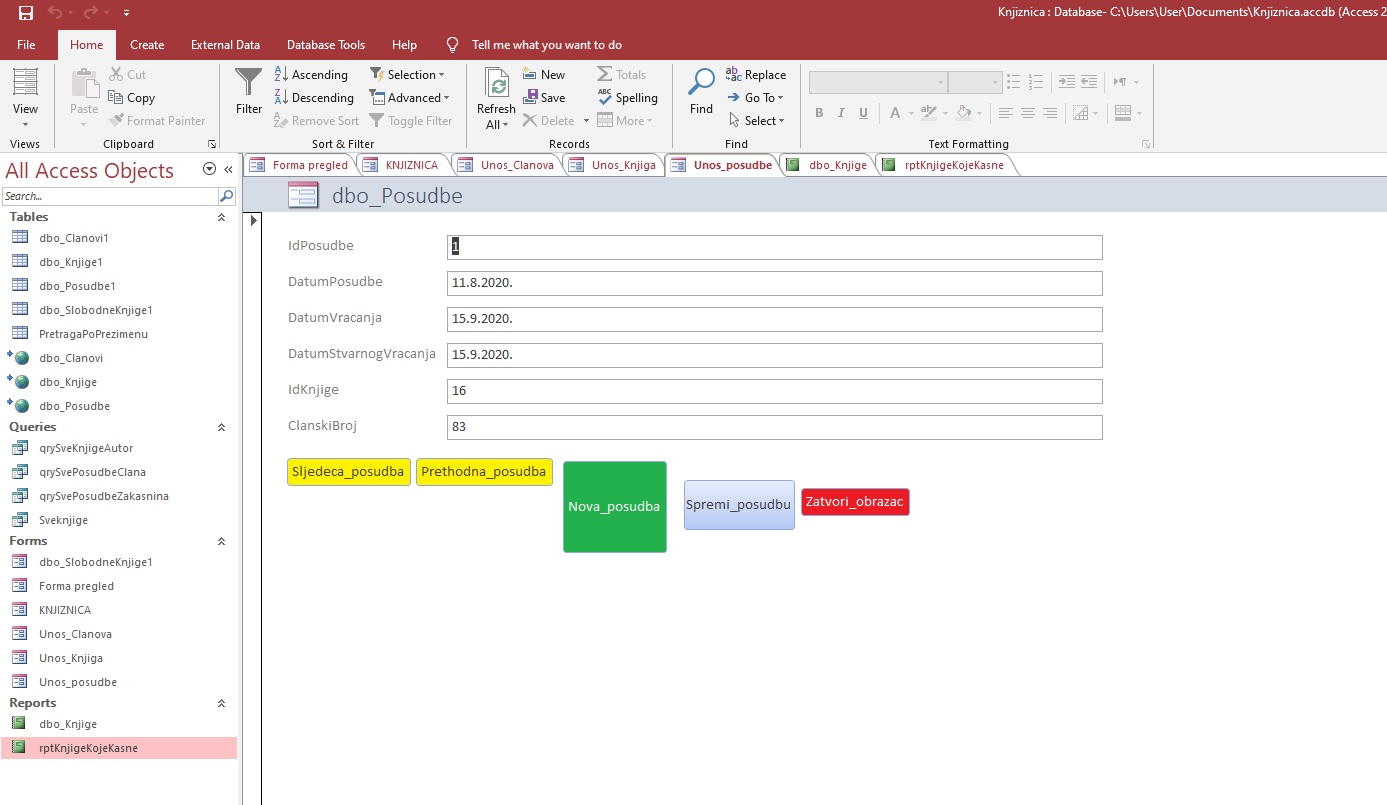 Knjiznica : Database- C:\Users\User\Documents\Knjiznica.accdb (Access 2
File Home Create External Data Database Tools Help Tell me what you want to do
View
Views
Paste
Cut
Copy
Format Painter
Clipboard
Filter
Ascending
Descending
Remove Sort
Selection
Advanced
Toggle Filter
Sort & Filter
Refresh
All
New
Save
Delete
Totals
Spelling
More
Records
Find
Replace
Go To
Select
Find
B I U A
Text Formatting
All Access Objects
Search...
Tables
dbo_Clanovi1
dbo_Knjige1
dbo_Posudbe1
dbo_SlobodneKnjige1
PretragaPoPrezimenu
dbo_Clanovi
dbo_Knjige
dbo_Posudbe
Queries
qrySveKnjigeAutor
qrySvePosudbeClana
qrySvePosudbeZakasnina
Sveknjige
Forms
dbo_SlobodneKnjige1
Forma pregled
KNJIZNICA
Unos_Clanova
Unos_Knjiga
Unos_posudbe
Reports
dbo_Knjige
rptKnjigeKojeKasne
Forma pregled KNJIZNICA Unos_Clanova Unos_Knjiga Unos_posudbe dbo_Knjige rptKnjigeKojeKasne
dbo_Posudbe
IdPosudbe 1
DatumPosudbe 11.8.2020.
DatumVracanja 15.9.2020.
DatumStvarnogVracanja 15.9.2020.
IdKnjige 16
ClanskiBroj 83
Sljedeca_posudba Prethodna_posudba Nova_posudba Spremi_posudbu Zatvori_obrazac